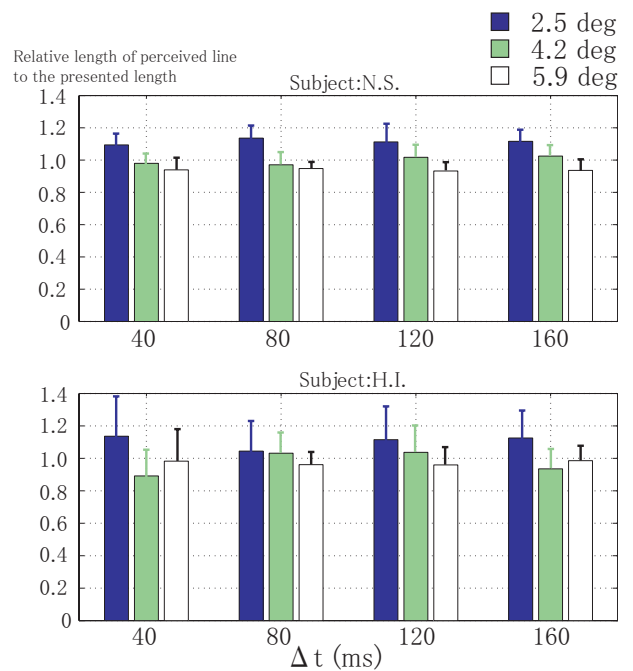 2.5 deg
4.2 deg
5.9 deg
Relative length of perceived line
to the presented length
Subject:N.S.
1.4
1.2
1.0
0.8
0.6
0.4
0.2
0
40 80 120 160
Subject:H.I.
1.4
1.2
1.0
0.8
0.6
0.4
0.2
0
40 80 120 160
Δ t (ms)